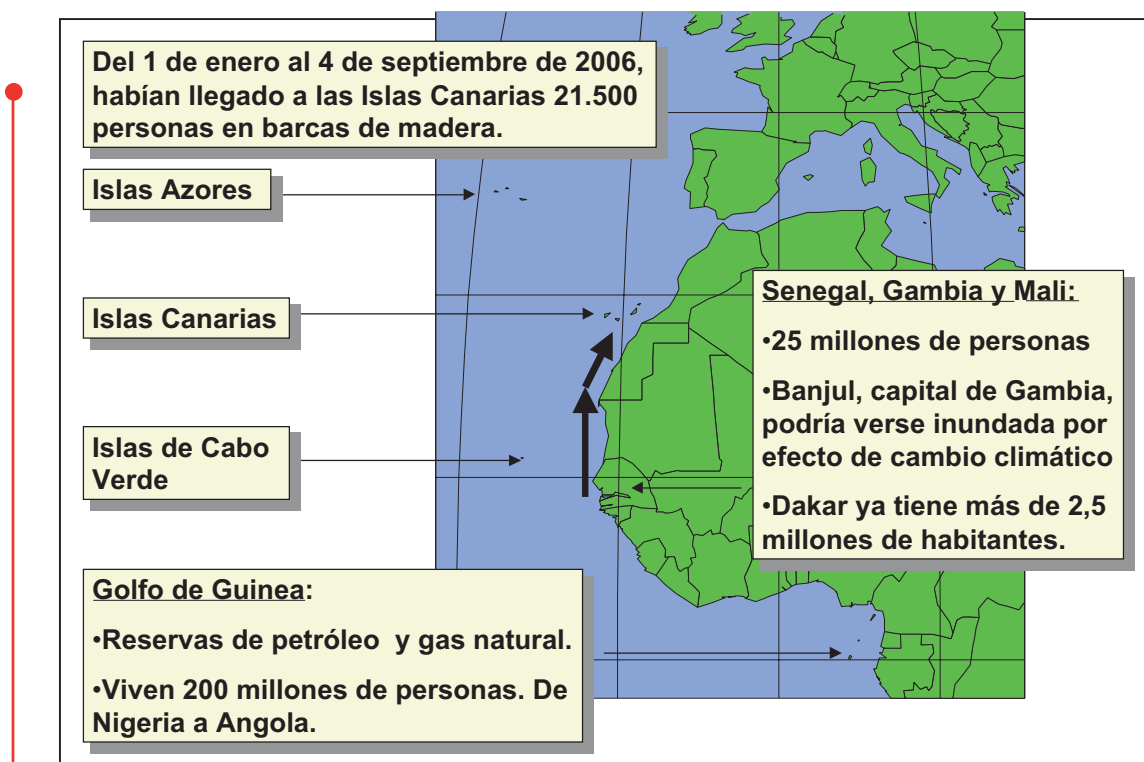 Del 1 de enero al 4 de septiembre de 2006,
habían llegado a las Islas Canarias 21.500
personas en barcas de madera.
Islas Azores
Islas Canarias
Islas de Cabo
Verde
Senegal, Gambia y Mali:
•25 millones de personas
•Banjul, capital de Gambia,
podría verse inundada por
efecto de cambio climático
•Dakar ya tiene más de 2,5
millones de habitantes.
Golfo de Guinea:
•Reservas de petróleo y gas natural.
•Viven 200 millones de personas. De
Nigeria a Angola.